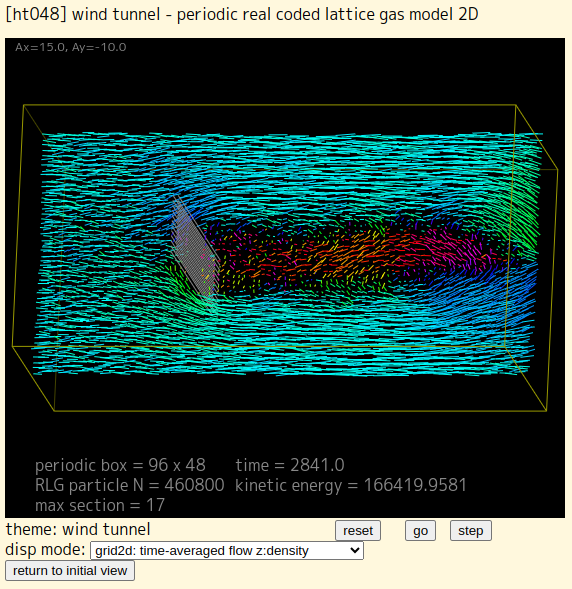 [ht048] wind tunnel - periodic real coded lattice gas model 2D
Ax=15.0, Ay=-10.0
periodic box = 96 x 48 time = 2841.0
RLG particle N = 460800 kinetic energy = 166419.9581
max section = 17
theme: wind tunnel reset go step
disp mode: grid2d: time-averaged flow z:density
return to initial view